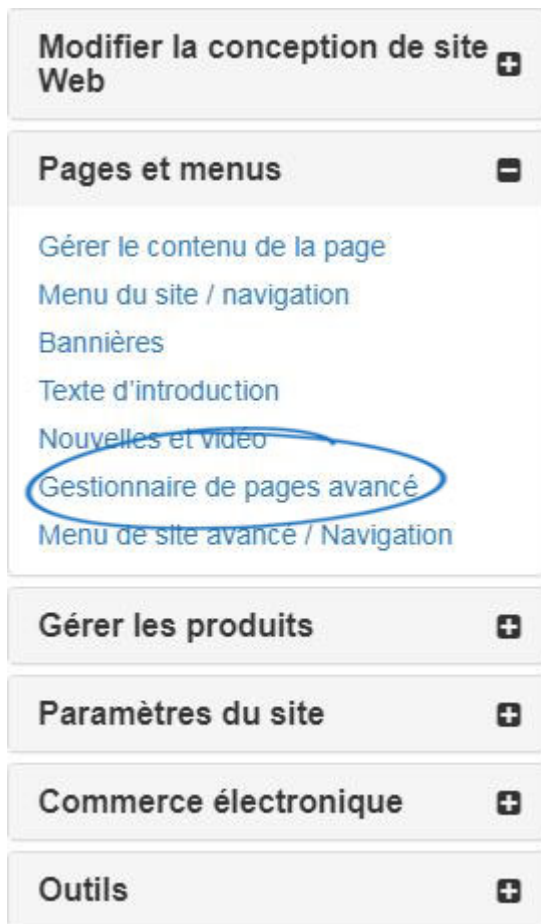 Modifier la conception de site
Web
Pages et menus
Gérer le contenu de la page
Menu du site / navigation
Bannières
Texte d'introduction
Nouvelles et vidéo
Gestionnaire de pages avancé
Menu de site avancé / Navigation
Gérer les produits
Paramètres du site
Commerce électronique
Outils